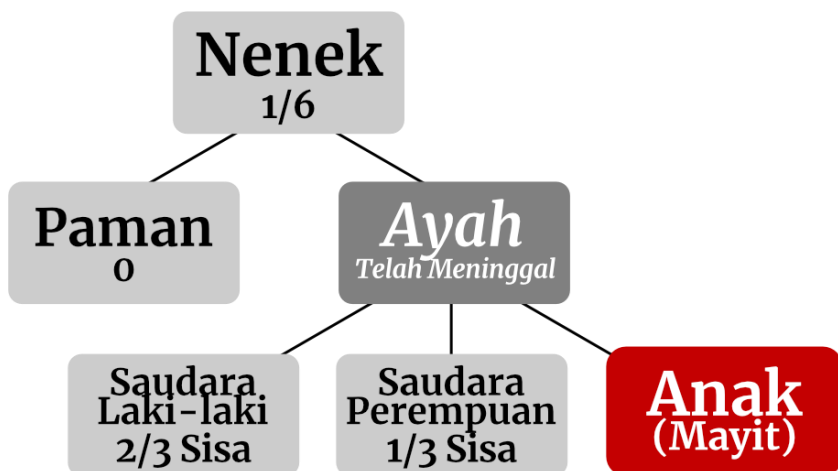 Nenek
1/6
Paman
0
Ayah
Telah Meninggal
Saudara
Laki-laki
2/3 Sisa
Saudara
Perempuan
1/3 Sisa
Anak
(Mayit)